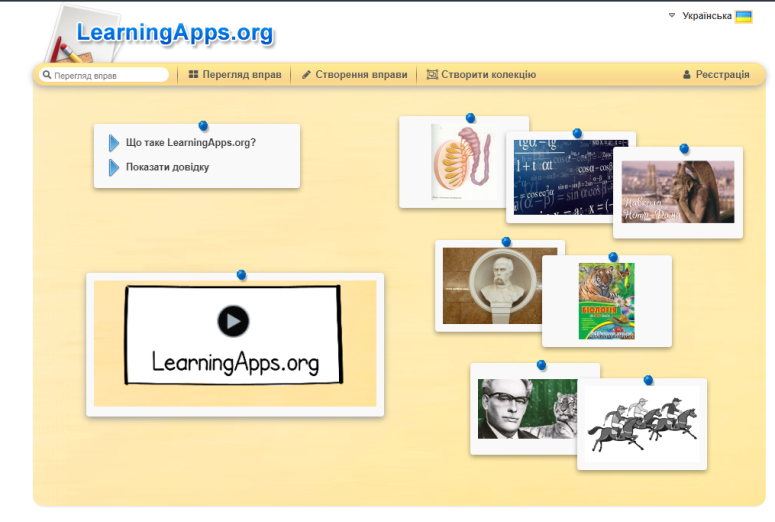 LearningApps.org
Українська
Перегляд вправ
Перегляд вправ
Створення вправи
Створити колекцію
Реєстрація
Що таке LearningApps.org?
Показати довідку
LearningApps.org
БІОЛОГІЯ